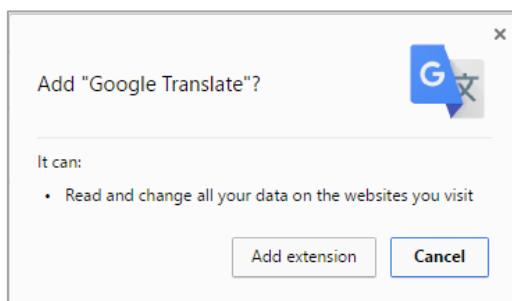 Add "Google Translate"?
G 文
It can:
• Read and change all your data on the websites you visit
Add extension Cancel